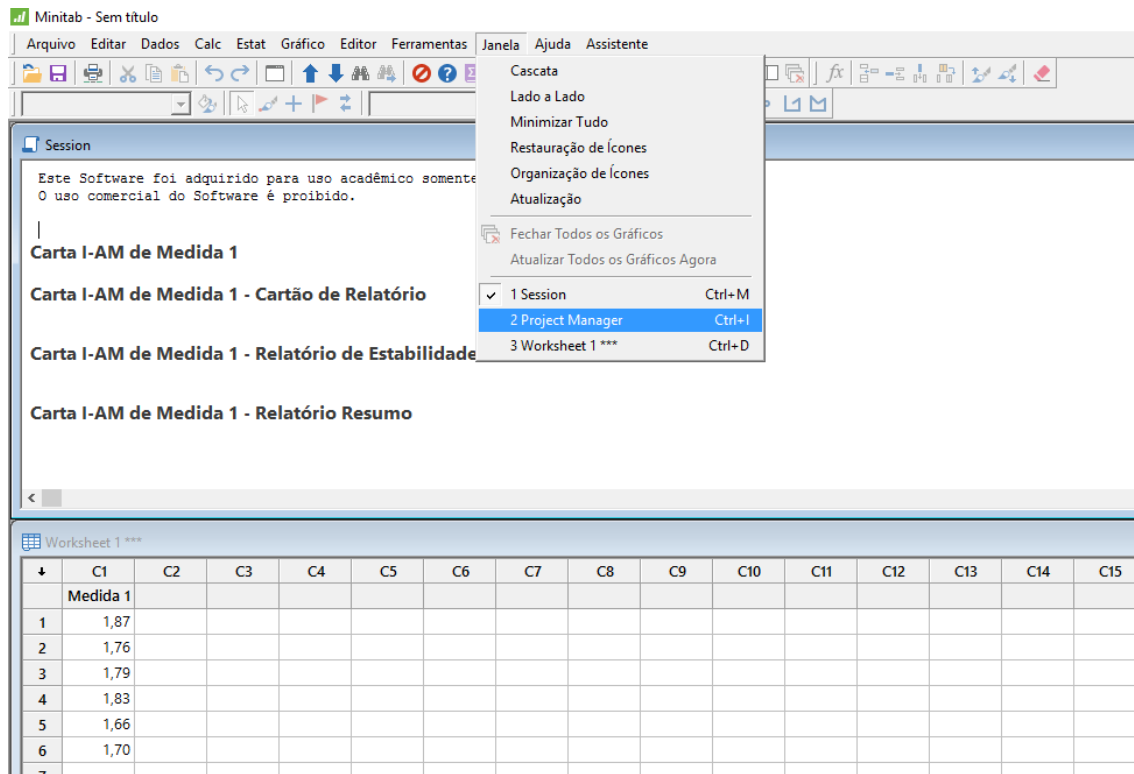 Minitab - Sem título
Arquivo Editar Dados Calc Estat Gráfico Editor Ferramentas Janela Ajuda Assistente
Cascata
Lado a Lado
Minimizar Tudo
Restauração de Ícones
Organização de Ícones
Atualização
Fechar Todos os Gráficos
Atualizar Todos os Gráficos Agora
1 Session Ctrl+M
2 Project Manager Ctrl+I
3 Worksheet 1 *** Ctrl+D
Session
Este Software foi adquirido para uso acadêmico somente
O uso comercial do Software é proibido.
Carta I-AM de Medida 1
Carta I-AM de Medida 1 - Cartão de Relatório
Carta I-AM de Medida 1 - Relatório de Estabilidade
Carta I-AM de Medida 1 - Relatório Resumo
Worksheet 1 ***
C1 C2 C3 C4 C5 C6 C7 C8 C9 C10 C11 C12 C13 C14 C15
Medida 1
1 1,87
2 1,76
3 1,79
4 1,83
5 1,66
6 1,70